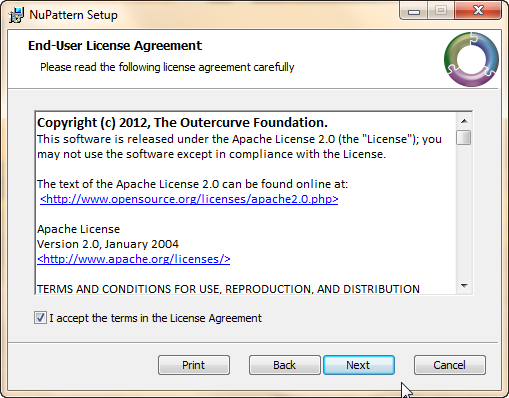 NuPattern Setup
End-User License Agreement
Please read the following license agreement carefully
Copyright (c) 2012, The Outercurve Foundation.
This software is released under the Apache License 2.0 (the "License"); you
may not use the software except in compliance with the License.
The text of the Apache License 2.0 can be found online at:
<http://www.opensource.org/licenses/apache2.0.php>
Apache License
Version 2.0, January 2004
<http://www.apache.org/licenses/>
TERMS AND CONDITIONS FOR USE, REPRODUCTION, AND DISTRIBUTION
I accept the terms in the License Agreement
Print Back Next Cancel